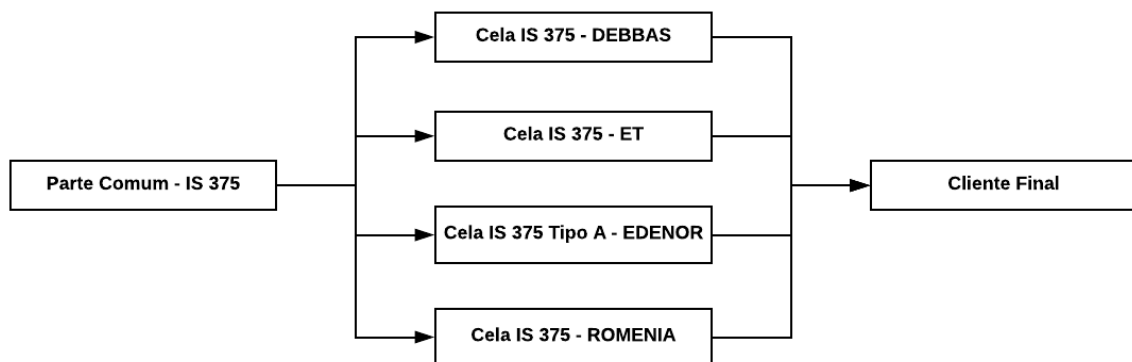 Parte Comum - IS 375
Cela IS 375 - DEBBAS
Cela IS 375 - ET
Cela IS 375 Tipo A - EDENOR
Cela IS 375 - ROMENIA
Cliente Final